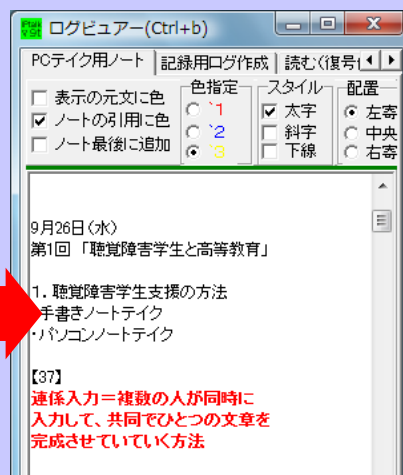 ログビュアー(Ctrl+b)
PCテイク用ノート 記録用ログ作成 読む(復号
表示の元文に色
ノートの引用に色
ノート最後に追加
色指定
`1
`2
`3
スタイル
太字
斜字
下線
配置
左寄
中央
右寄
9月26日(水)
第1回 「聴覚障害学生と高等教育」
1. 聴覚障害学生支援の方法
手書きノートテイク
・パソコンノートテイク
【37】
連係入力＝複数の人が同時に
入力して、共同でひとつの文章を
完成させていていく方法